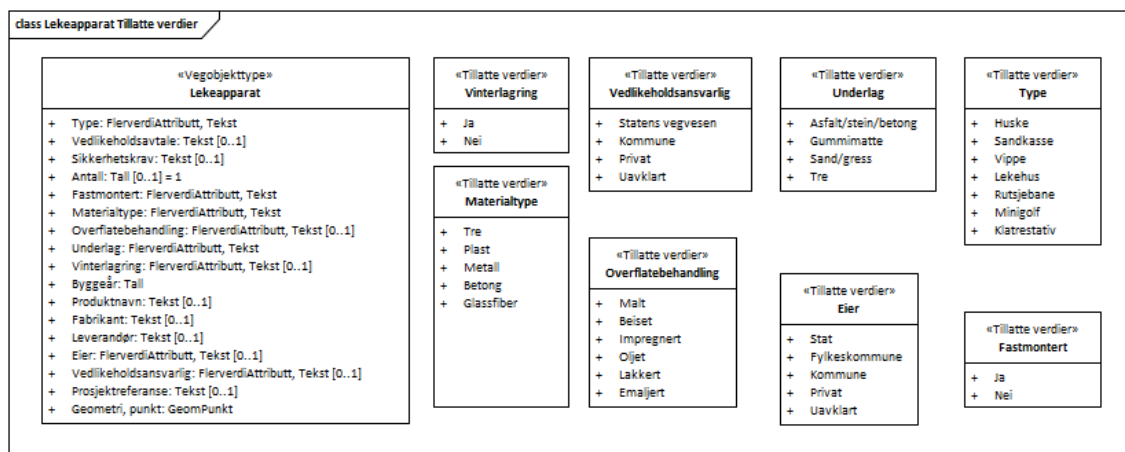 class Lekeapparat Tillatte verdier
«Vegobjekttype»
Lekeapparat
+ Type: FlerverdiAttributt, Tekst
+ Vedlikeholdsavtale: Tekst [0..1]
+ Sikkerhetskrav: Tekst [0..1]
+ Antall: Tall [0..1] = 1
+ Fastmontert: FlerverdiAttributt, Tekst
+ Materialtype: FlerverdiAttributt, Tekst
+ Overflatebehandling: FlerverdiAttributt, Tekst [0..1]
+ Underlag: FlerverdiAttributt, Tekst
+ Vinterlagring: FlerverdiAttributt, Tekst [0..1]
+ Byggeår: Tall
+ Produktnavn: Tekst [0..1]
+ Fabrikant: Tekst [0..1]
+ Leverandør: Tekst [0..1]
+ Eier: FlerverdiAttributt, Tekst [0..1]
+ Vedlikeholdsansvarlig: FlerverdiAttributt, Tekst [0..1]
+ Prosjektreferanse: Tekst [0..1]
+ Geometri, punkt: GeomPunkt
«Tillatte verdier»
Vinterlagring
+ Ja
+ Nei
«Tillatte verdier»
Materialtype
+ Tre
+ Plast
+ Metall
+ Betong
+ Glassfiber
«Tillatte verdier»
Vedlikeholdsansvarlig
+ Statens vegvesen
+ Kommune
+ Privat
+ Uavklart
«Tillatte verdier»
Overflatebehandling
+ Malt
+ Beiset
+ Impregnert
+ Oljet
+ Lakkert
+ Emaljert
«Tillatte verdier»
Underlag
+ Asfalt/stein/betong
+ Gummimatte
+ Sand/gress
+ Tre
«Tillatte verdier»
Eier
+ Stat
+ Fylkeskommune
+ Kommune
+ Privat
+ Uavklart
«Tillatte verdier»
Type
+ Huske
+ Sandkasse
+ Vippe
+ Lekehus
+ Rutsjebane
+ Minigolf
+ Klatrestativ
«Tillatte verdier»
Fastmontert
+ Ja
+ Nei